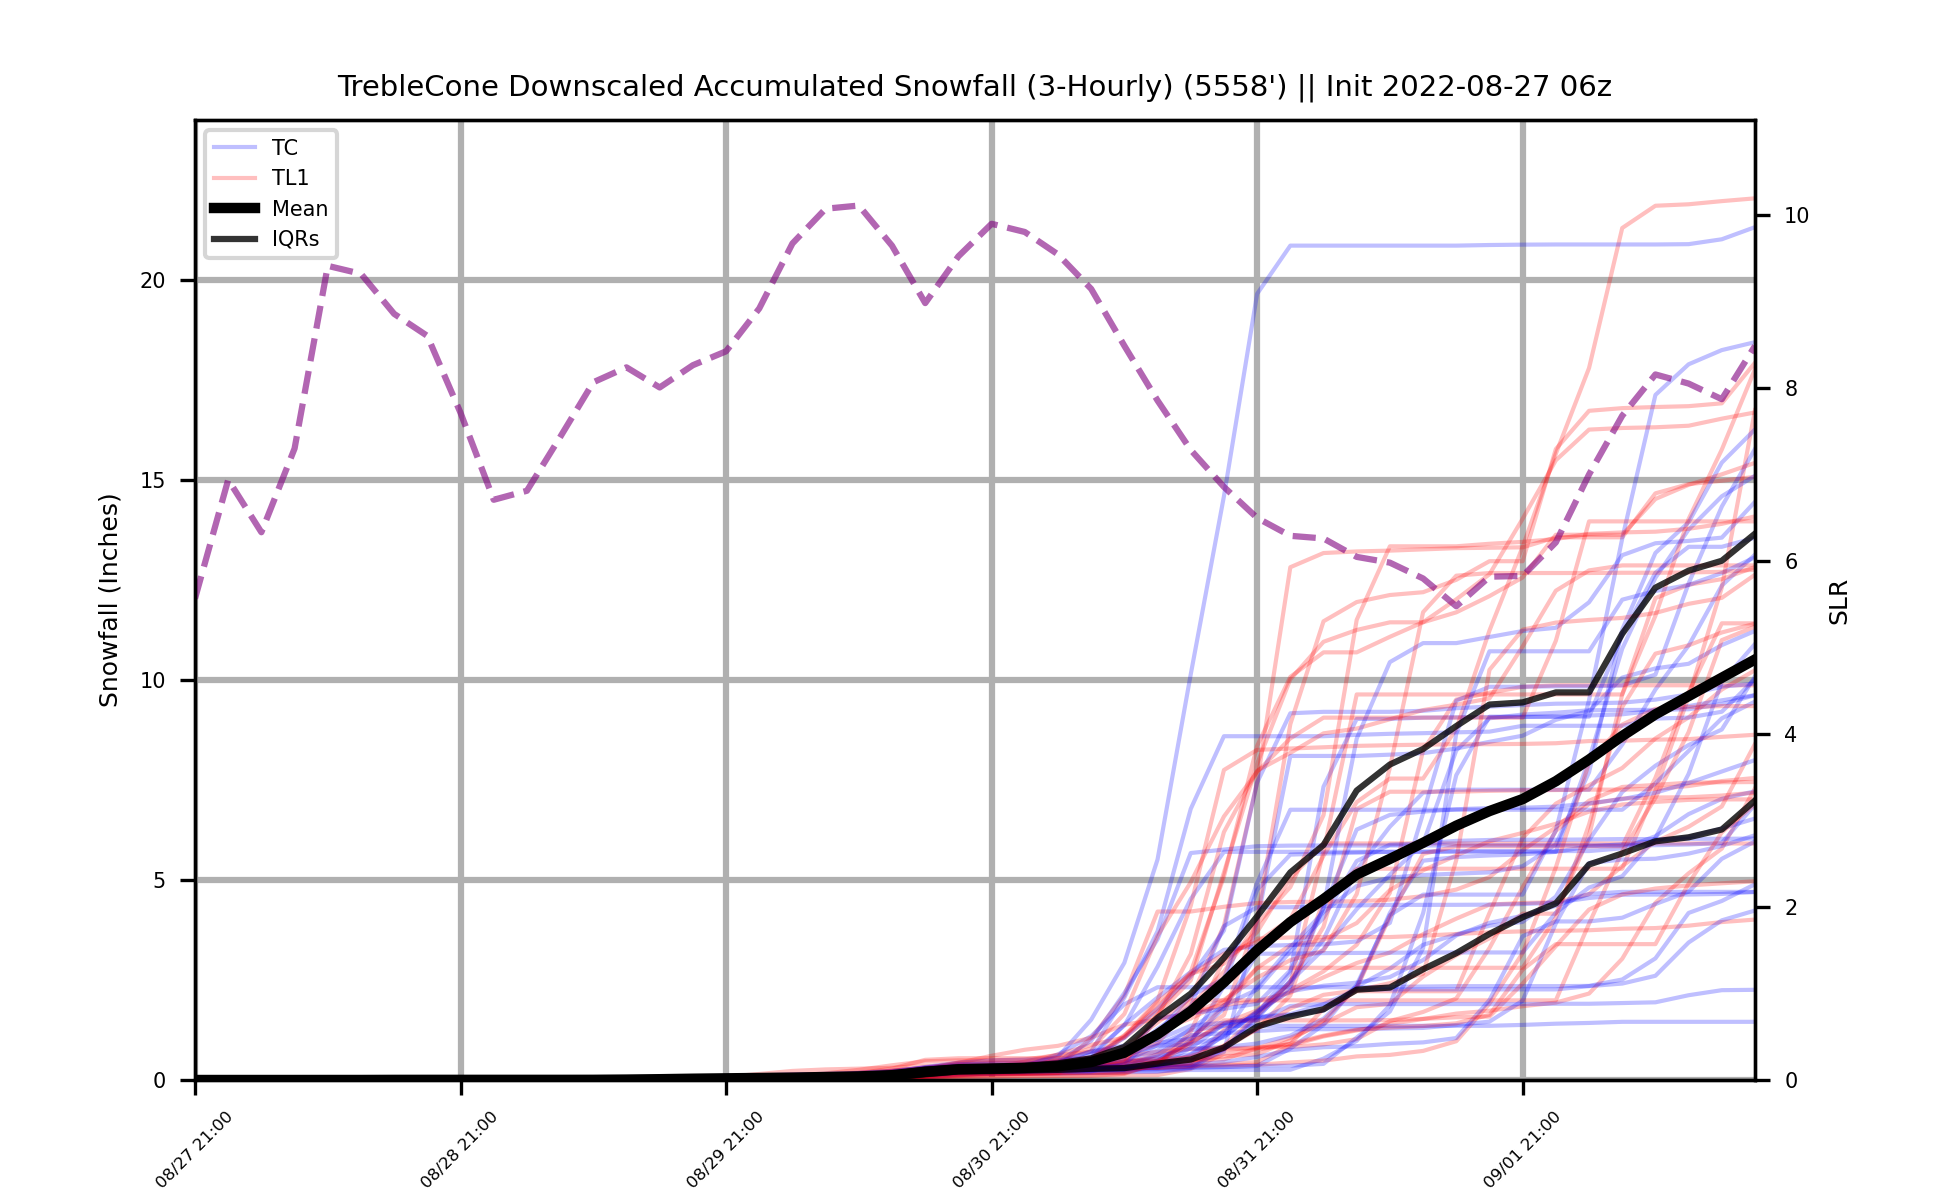 TrebleCone Downscaled Accumulated Snowfall (3-Hourly) (5558') || Init 2022-08-27 06z
TC
TL1
Mean
IQRs
Snowfall (Inches)
20
15
10
5
0
10
8
6
4
2
0
SLR
08/27 21:00
08/28 21:00
08/29 21:00
08/30 21:00
08/31 21:00
09/01 21:00